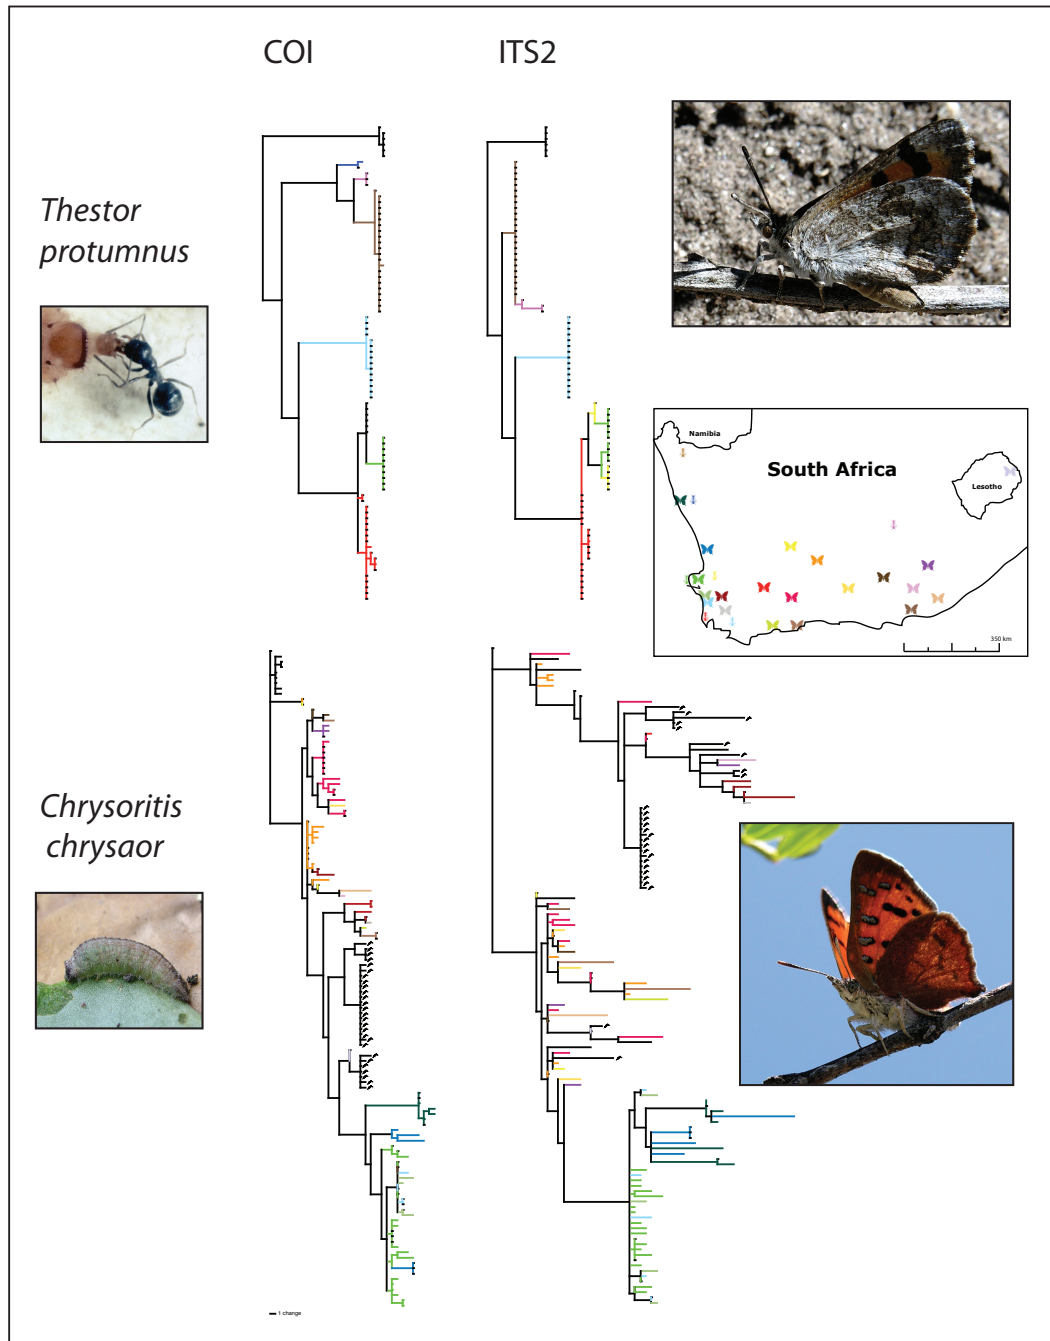 COI
ITS2
Thestor
protumnus
Namibia
South Africa
Lesotho
350 km
Chrysoritis
chrysaor
1 change